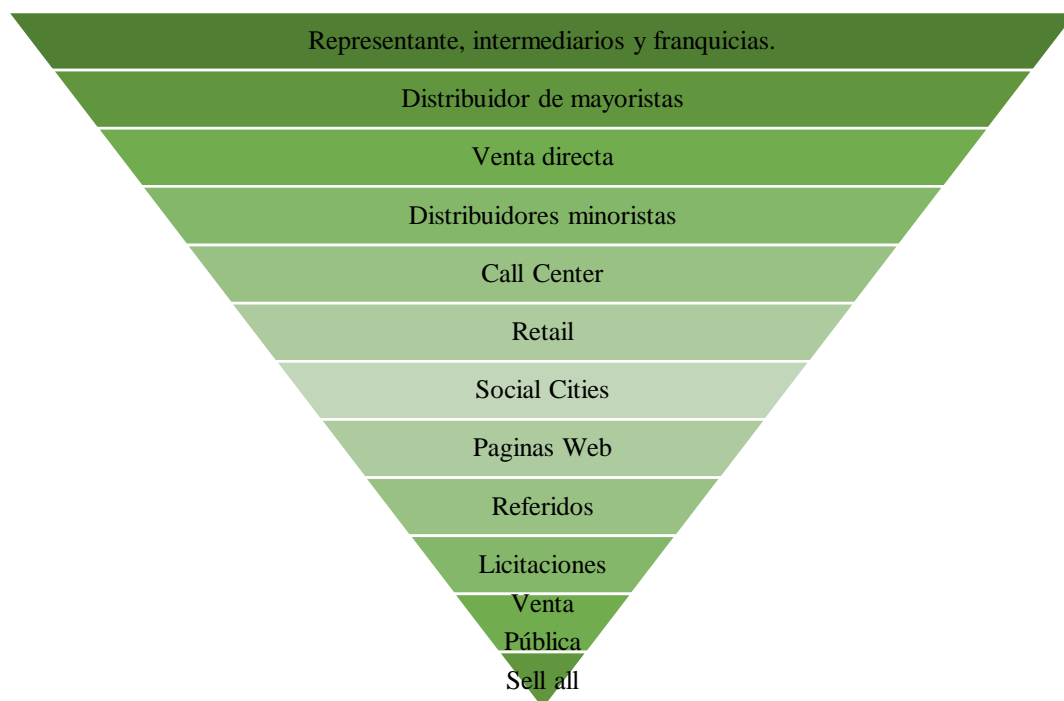 Representante, intermediarios y franquicias.
Distribuidor de mayoristas
Venta directa
Distribuidores minoristas
Call Center
Retail
Social Cities
Paginas Web
Referidos
Licitaciones
Venta
Pública
Sell all